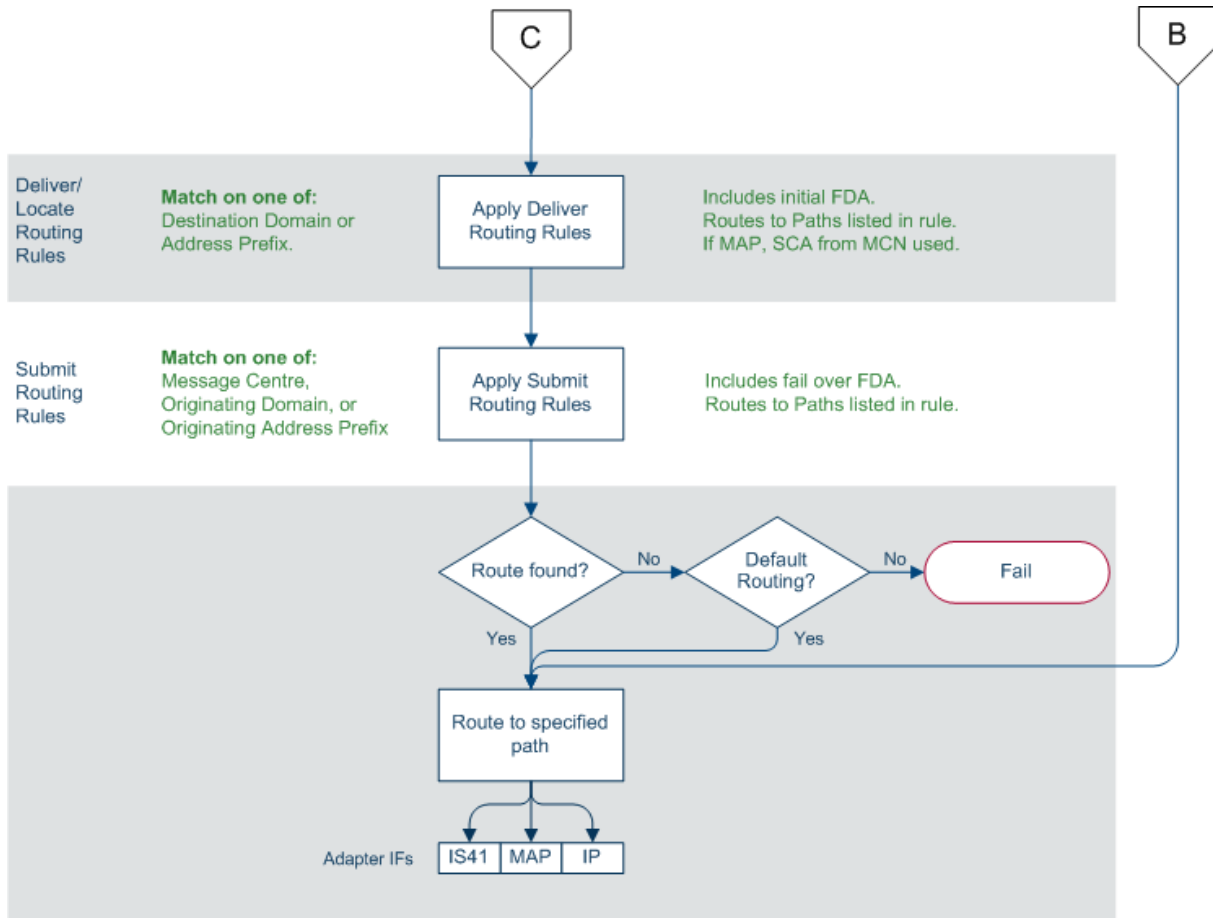 C
B
Deliver/
Locate
Routing
Rules
Match on one of:
Destination Domain or
Address Prefix.
Apply Deliver
Routing Rules
Includes initial FDA.
Routes to Paths listed in rule.
If MAP, SCA from MCN used.
Submit
Routing
Rules
Match on one of:
Message Centre,
Originating Domain, or
Originating Address Prefix
Apply Submit
Routing Rules
Includes fail over FDA.
Routes to Paths listed in rule.
Route found?
No
Default
Routing?
No
Fail
Yes
Yes
Route to specified
path
Adapter IFs
IS41
MAP
IP